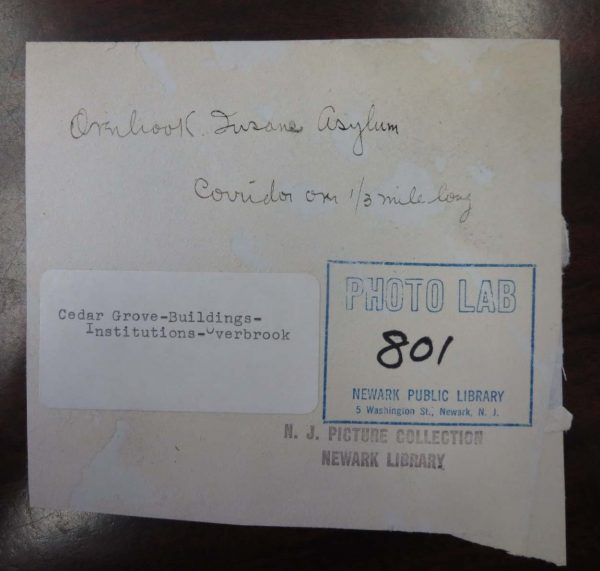 Overbrook Insane Asylum
Corridor over 1/3 mile long
Cedar Grove-Buildings-
Institutions-Overbrook
PHOTO LAB
801
NEWARK PUBLIC LIBRARY
5 Washington St., Newark, N. J.
N. J. PICTURE COLLECTION
NEWARK LIBRARY